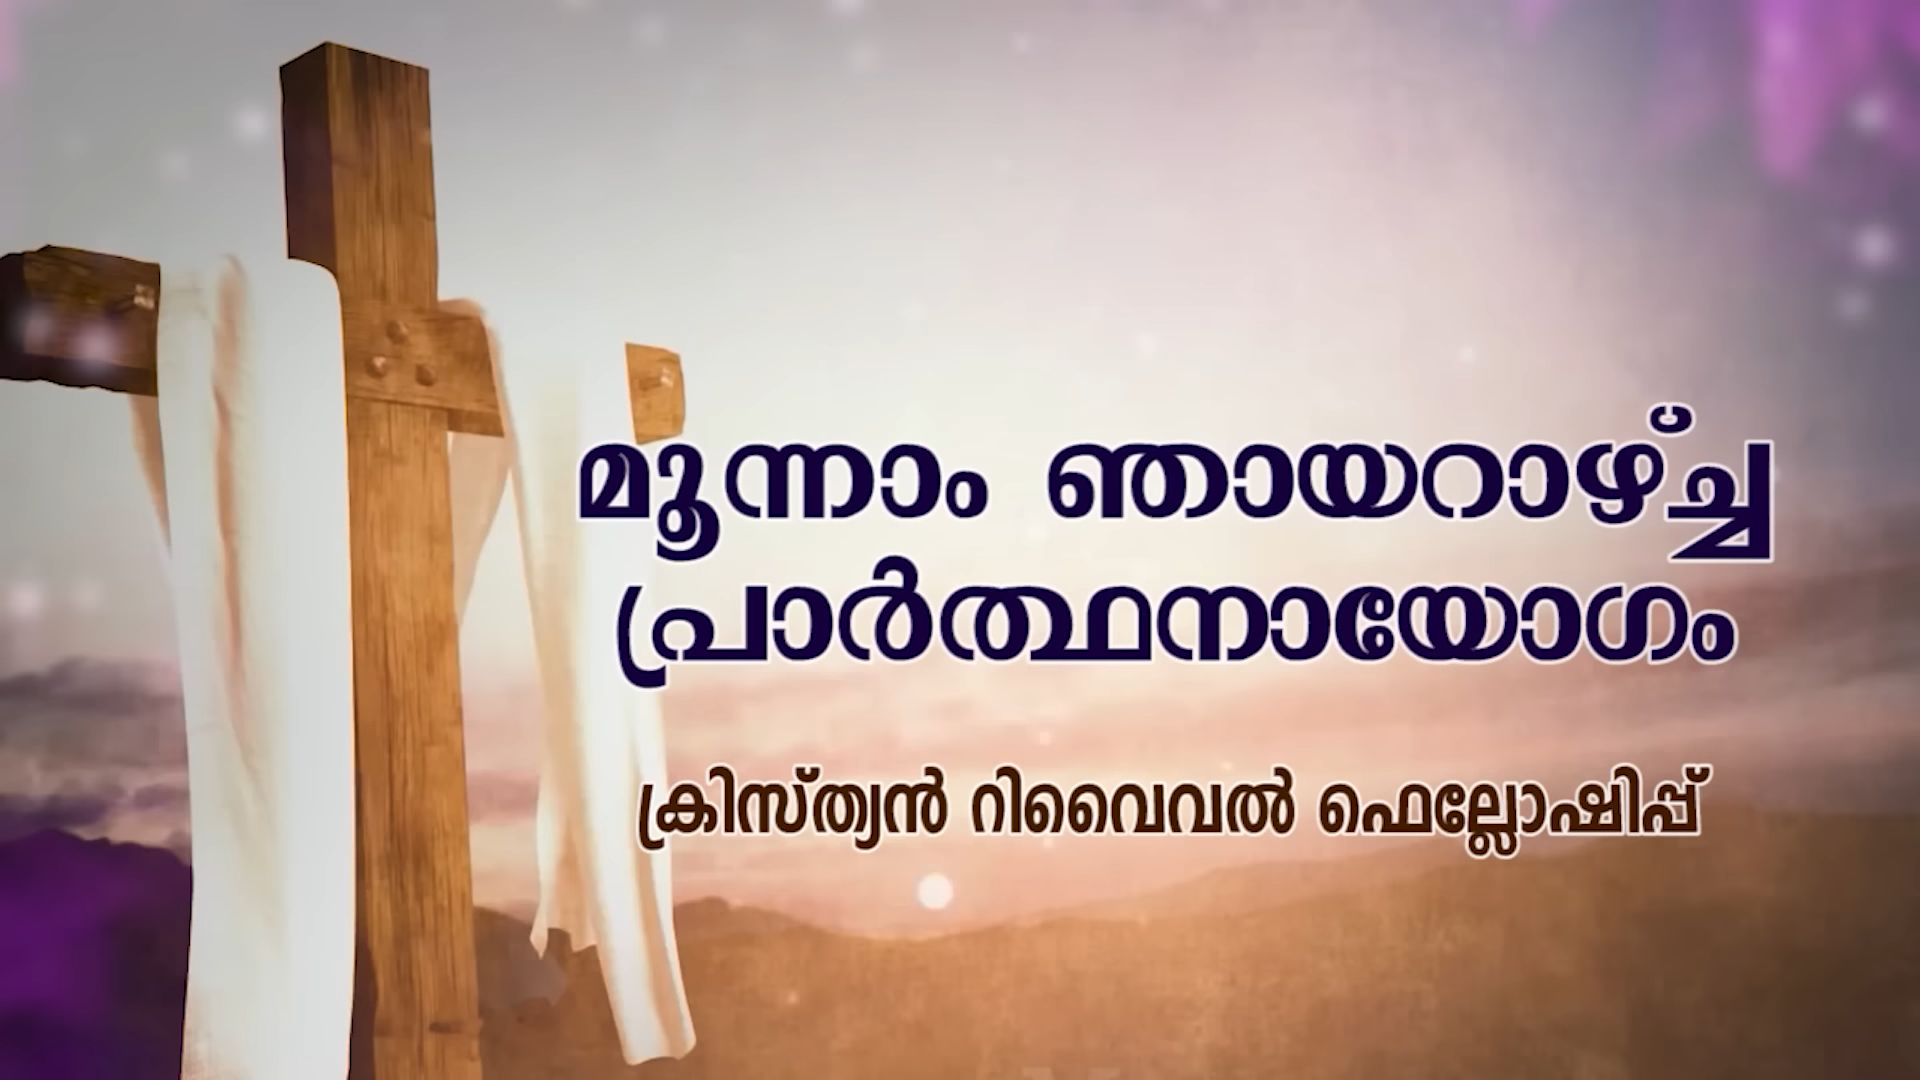 മൂന്നാം ഞായറാഴ്ച്ച
പ്രാർത്ഥനായോഗം
ക്രിസ്ത്യൻ റിവൈവൽ ഫെല്ലോഷിപ്പ്